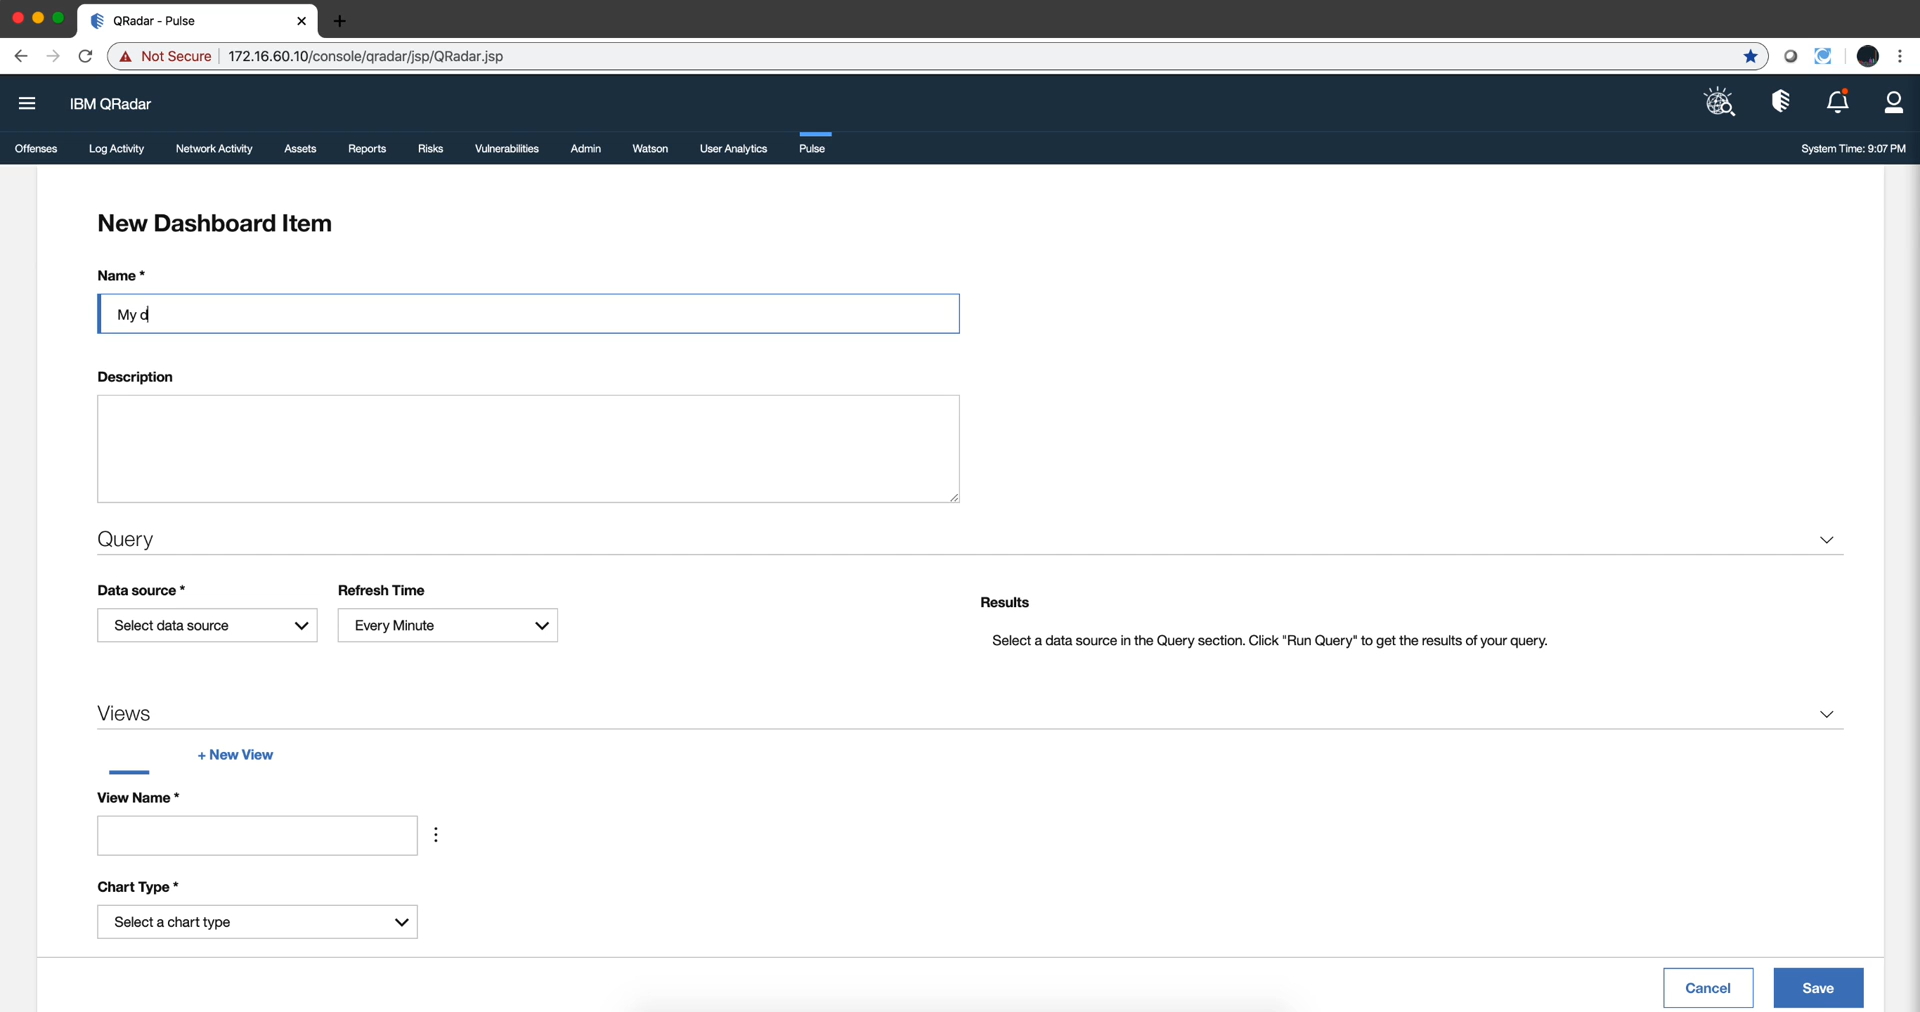 QRadar - Pulse
Not Secure 172.16.60.10/console/qradar/jsp/QRadar.jsp
IBM QRadar
Offenses Log Activity Network Activity Assets Reports Risks Vulnerabilities Admin Watson User Analytics Pulse System Time: 9:07 PM
New Dashboard Item
Name *
My d
Description
Query
Data source * Refresh Time
Results
Select data source Every Minute
Select a data source in the Query section. Click "Run Query" to get the results of your query.
Views
+ New View
View Name *
Chart Type *
Select a chart type
Cancel Save